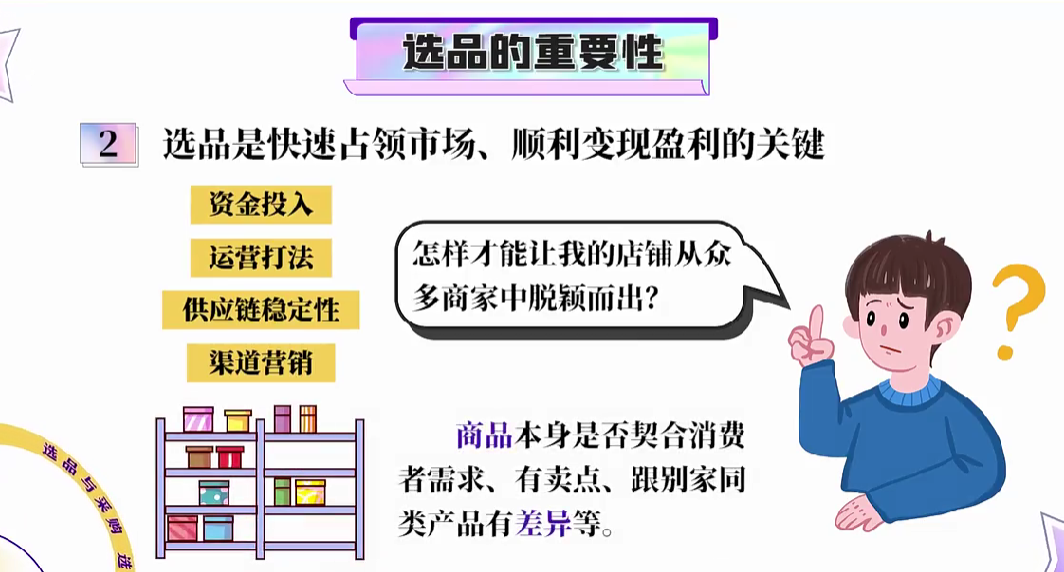 选品的重要性
2
选品是快速占领市场、顺利变现盈利的关键
资金投入
运营打法
供应链稳定性
渠道营销
怎样才能让我的店铺从众
多商家中脱颖而出?
商品本身是否契合消费
者需求、有卖点、跟别家同
类产品有差异等。
选品与采购 选